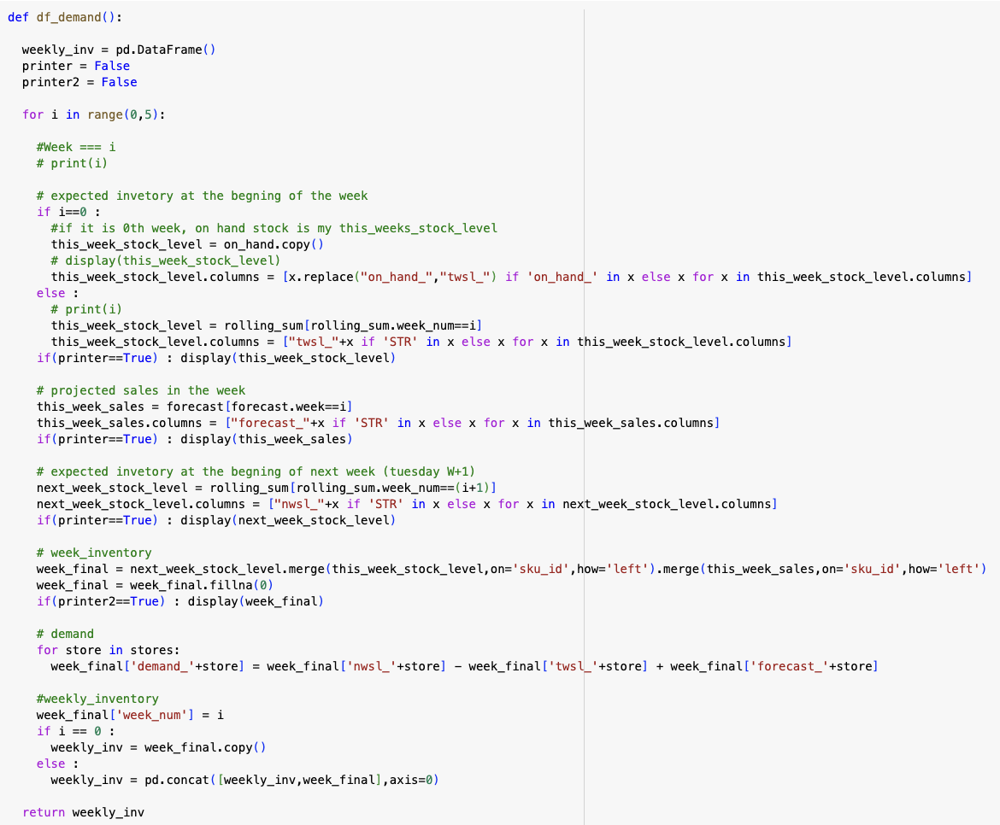 def df_demand():
weekly_inv = pd.DataFrame()
printer = False
printer2 = False
for i in range(0,5):
#Week === i
# print(i)
# expected invetory at the begning of the week
if i==0 :
#if it is 0th week, on hand stock is my this_weeks_stock_level
this_week_stock_level = on_hand.copy()
# display(this_week_stock_level)
this_week_stock_level.columns = [x.replace("on_hand_","twsl_") if 'on_hand_' in x else x for x in this_week_stock_level.columns]
else :
# print(i)
this_week_stock_level = rolling_sum[rolling_sum.week_num==i]
this_week_stock_level.columns = ["twsl_"+x if 'STR' in x else x for x in this_week_stock_level.columns]
if(printer==True) : display(this_week_stock_level)
# projected sales in the week
this_week_sales = forecast[forecast.week==i]
this_week_sales.columns = ["forecast_"+x if 'STR' in x else x for x in this_week_sales.columns]
if(printer==True) : display(this_week_sales)
# expected invetory at the begning of next week (tuesday W+1)
next_week_stock_level = rolling_sum[rolling_sum.week_num==(i+1)]
next_week_stock_level.columns = ["nwsl_"+x if 'STR' in x else x for x in next_week_stock_level.columns]
if(printer==True) : display(next_week_stock_level)
# week_inventory
week_final = next_week_stock_level.merge(this_week_stock_level,on='sku_id',how='left').merge(this_week_sales,on='sku_id',how='left')
week_final = week_final.fillna(0)
if(printer2==True) : display(week_final)
# demand
for store in stores:
week_final['demand_'+store] = week_final['nwsl_'+store] - week_final['twsl_'+store] + week_final['forecast_'+store]
#weekly_inventory
week_final['week_num'] = i
if i == 0 :
weekly_inv = week_final.copy()
else :
weekly_inv = pd.concat([weekly_inv,week_final],axis=0)
return weekly_inv